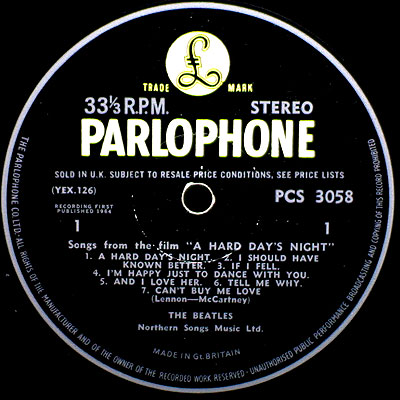 £
TRADE MARK
33⅓ R.P.M. STEREO
PARLOPHONE
SOLD IN U.K. SUBJECT TO RESALE PRICE CONDITIONS, SEE PRICE LISTS
(YEX.126) PCS 3058
RECORDING FIRST
PUBLISHED 1964
1 1
Songs from the film "A HARD DAY'S NIGHT"
1. A HARD DAY'S NIGHT. 2. I SHOULD HAVE
KNOWN BETTER. 3. IF I FELL.
4. I'M HAPPY JUST TO DANCE WITH YOU.
5. AND I LOVE HER. 6. TELL ME WHY.
7. CAN'T BUY ME LOVE
(Lennon—McCartney)
THE BEATLES
Northern Songs Music Ltd.
MADE IN GT. BRITAIN
THE PARLOPHONE CO. LTD. ALL RIGHTS OF THE MANUFACTURER AND OF THE OWNER OF THE RECORDED WORK RESERVED · UNAUTHORISED PUBLIC PERFORMANCE BROADCASTING AND COPYING OF THIS RECORD PROHIBITED